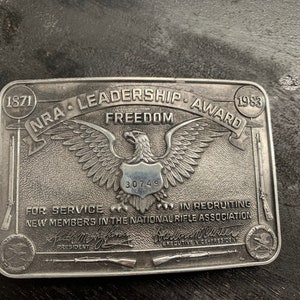 1871 1983
NRA · LEADERSHIP · AWARD
FREEDOM
30749
FOR SERVICE IN RECRUITING
NEW MEMBERS IN THE NATIONAL RIFLE ASSOCIATION
PRESIDENT EXECUTIVE VICE PRESIDENT